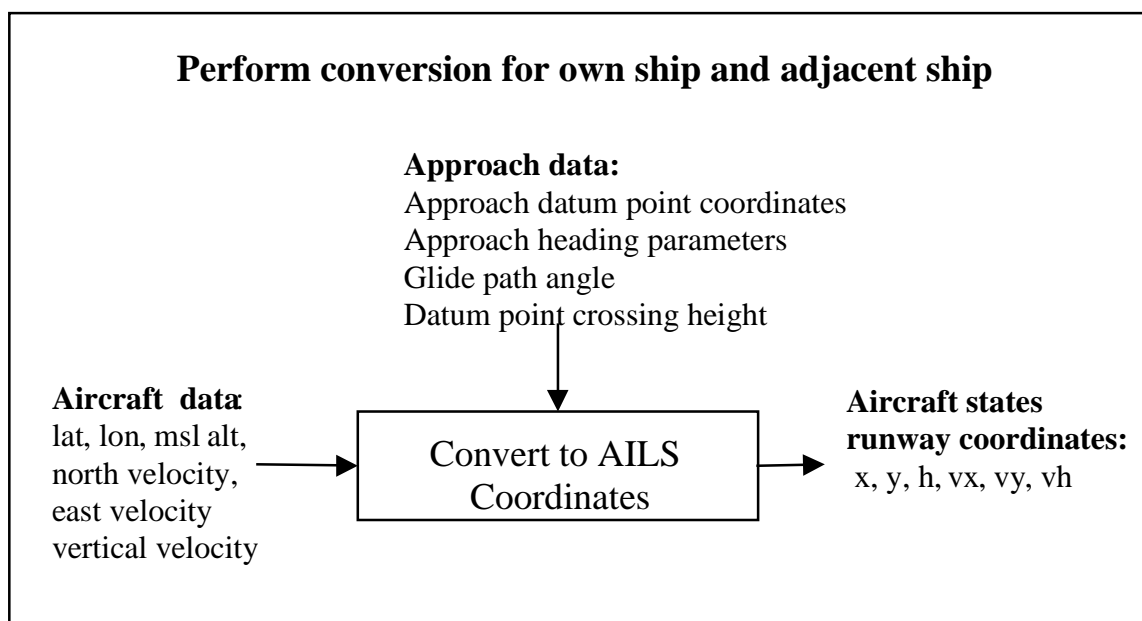 Perform conversion for own ship and adjacent ship
Approach data:
Approach datum point coordinates
Approach heading parameters
Glide path angle
Datum point crossing height
Aircraft data:
lat, lon, msl alt,
north velocity,
east velocity
vertical velocity
Convert to AILS
Coordinates
Aircraft states
runway coordinates:
x, y, h, vx, vy, vh